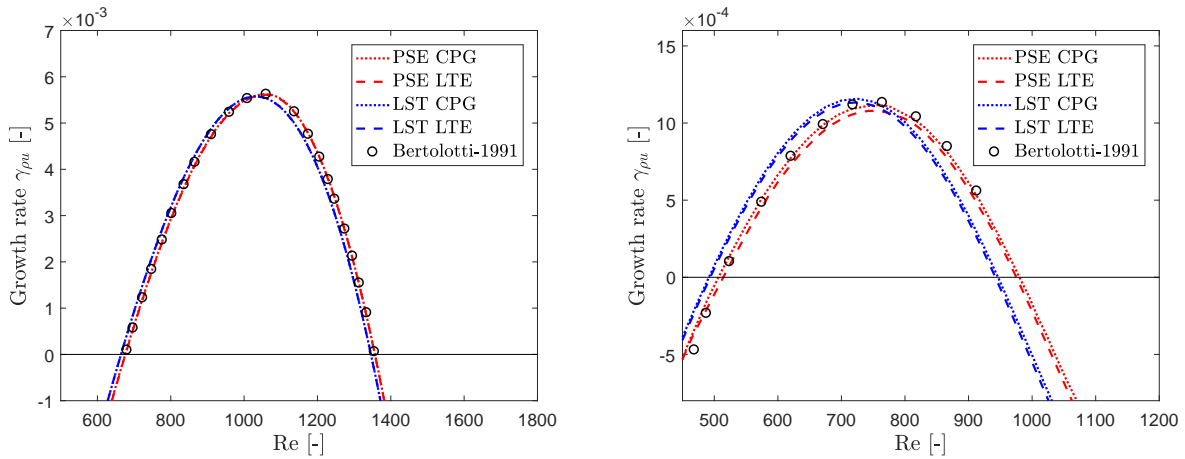 ×10⁻³
7
6
5
4
3
2
1
0
-1
Growth rate γρu [-]
600 800 1000 1200 1400 1600 1800
Re [-]
PSE CPG
PSE LTE
LST CPG
LST LTE
Bertolotti-1991
×10⁻⁴
15
10
5
0
-5
Growth rate γρu [-]
500 600 700 800 900 1000 1100 1200
Re [-]
PSE CPG
PSE LTE
LST CPG
LST LTE
Bertolotti-1991